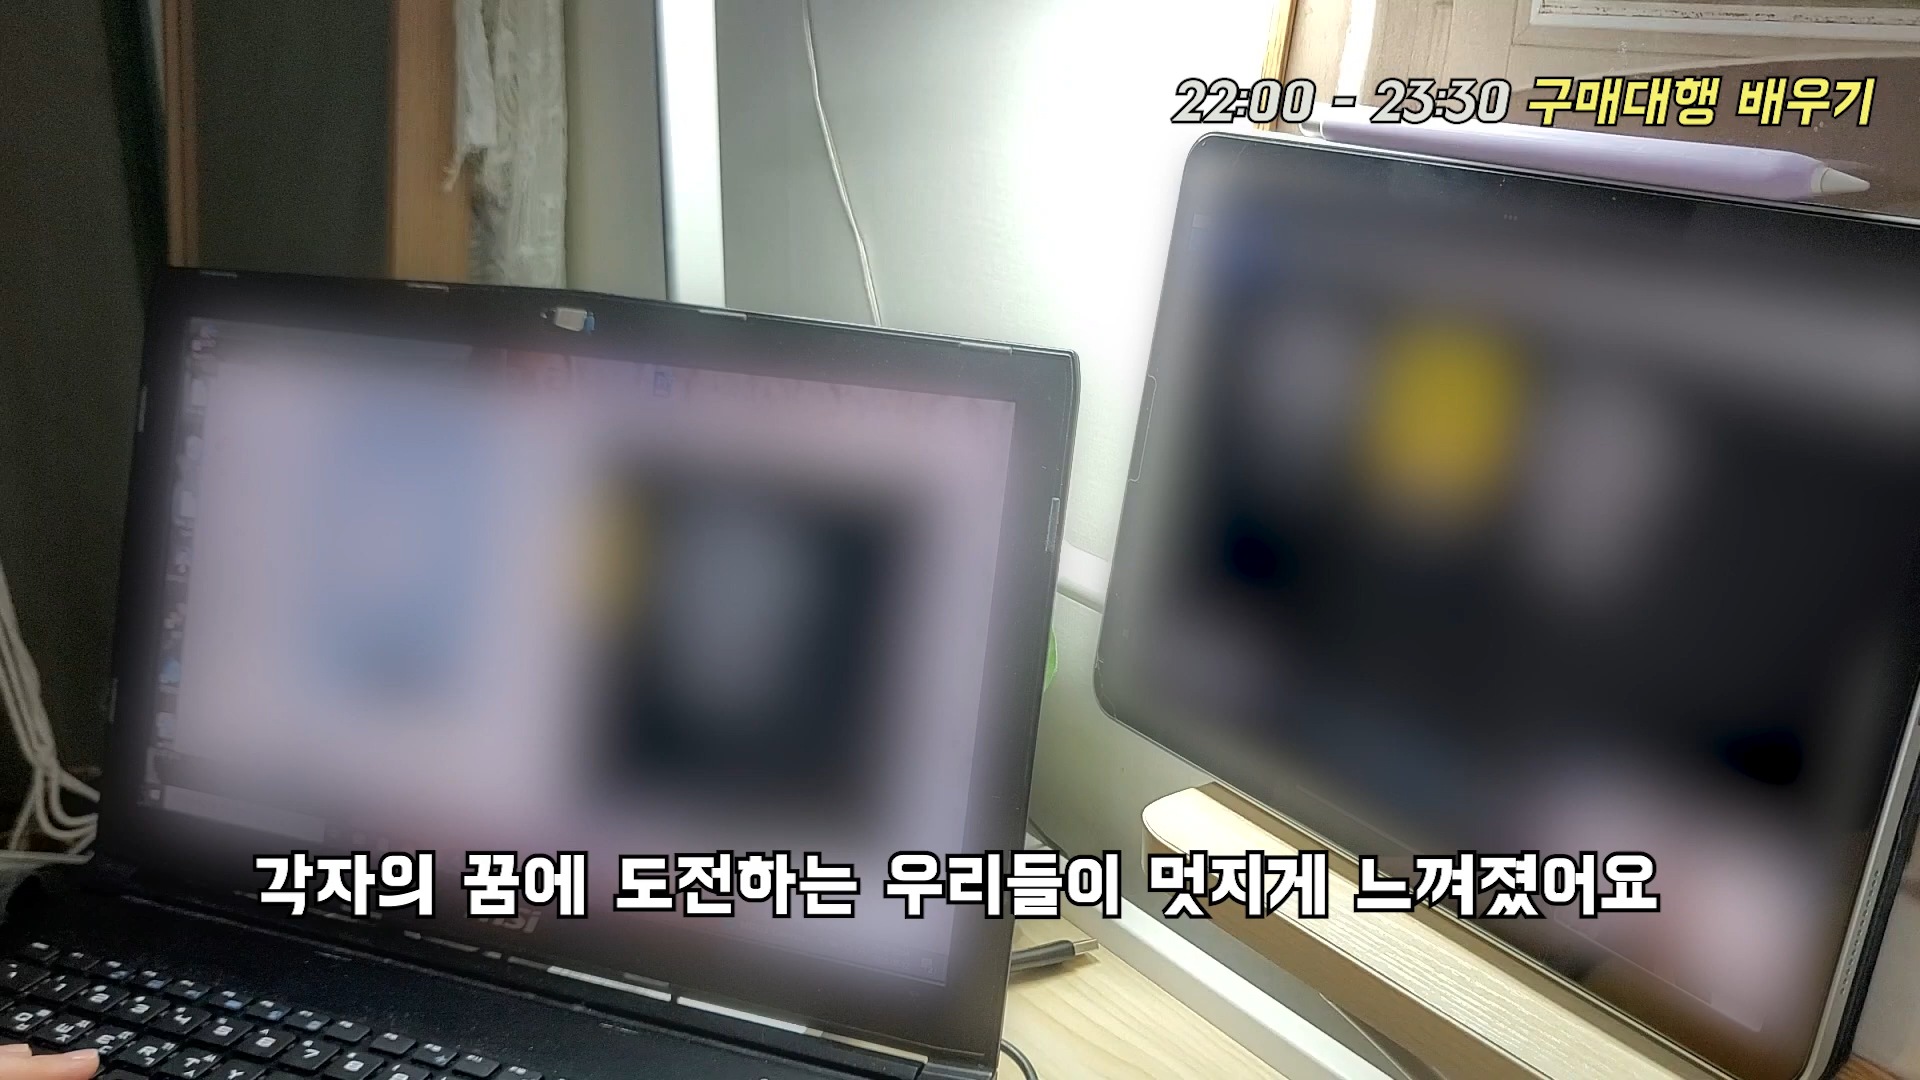 22:00 - 23:30 구매대행 배우기
각자의 꿈에 도전하는 우리들이 멋지게 느껴졌어요